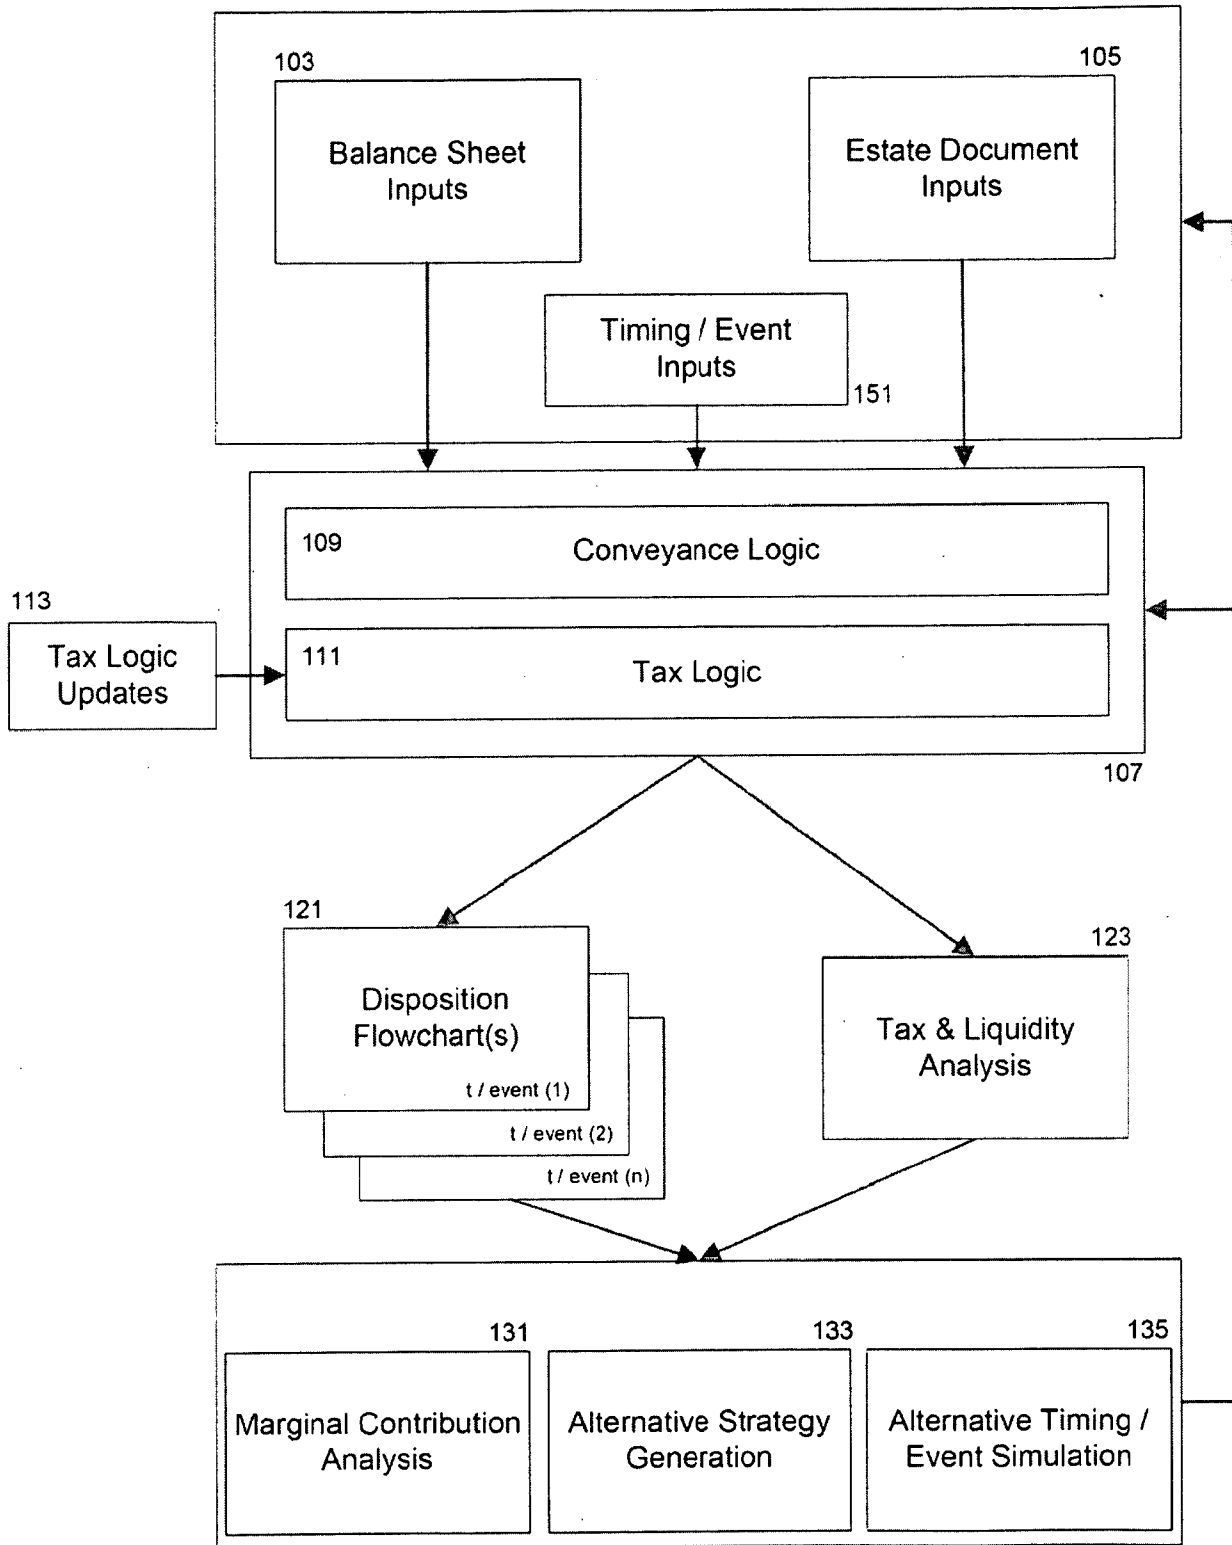 103
105
Balance Sheet
Inputs
Estate Document
Inputs
Timing / Event
Inputs
151
109
Conveyance Logic
113
Tax Logic
Updates
111
Tax Logic
107
121
123
Disposition
Flowchart(s)
t / event (1)
t / event (2)
t / event (n)
Tax & Liquidity
Analysis
131
133
135
Marginal Contribution
Analysis
Alternative Strategy
Generation
Alternative Timing /
Event Simulation